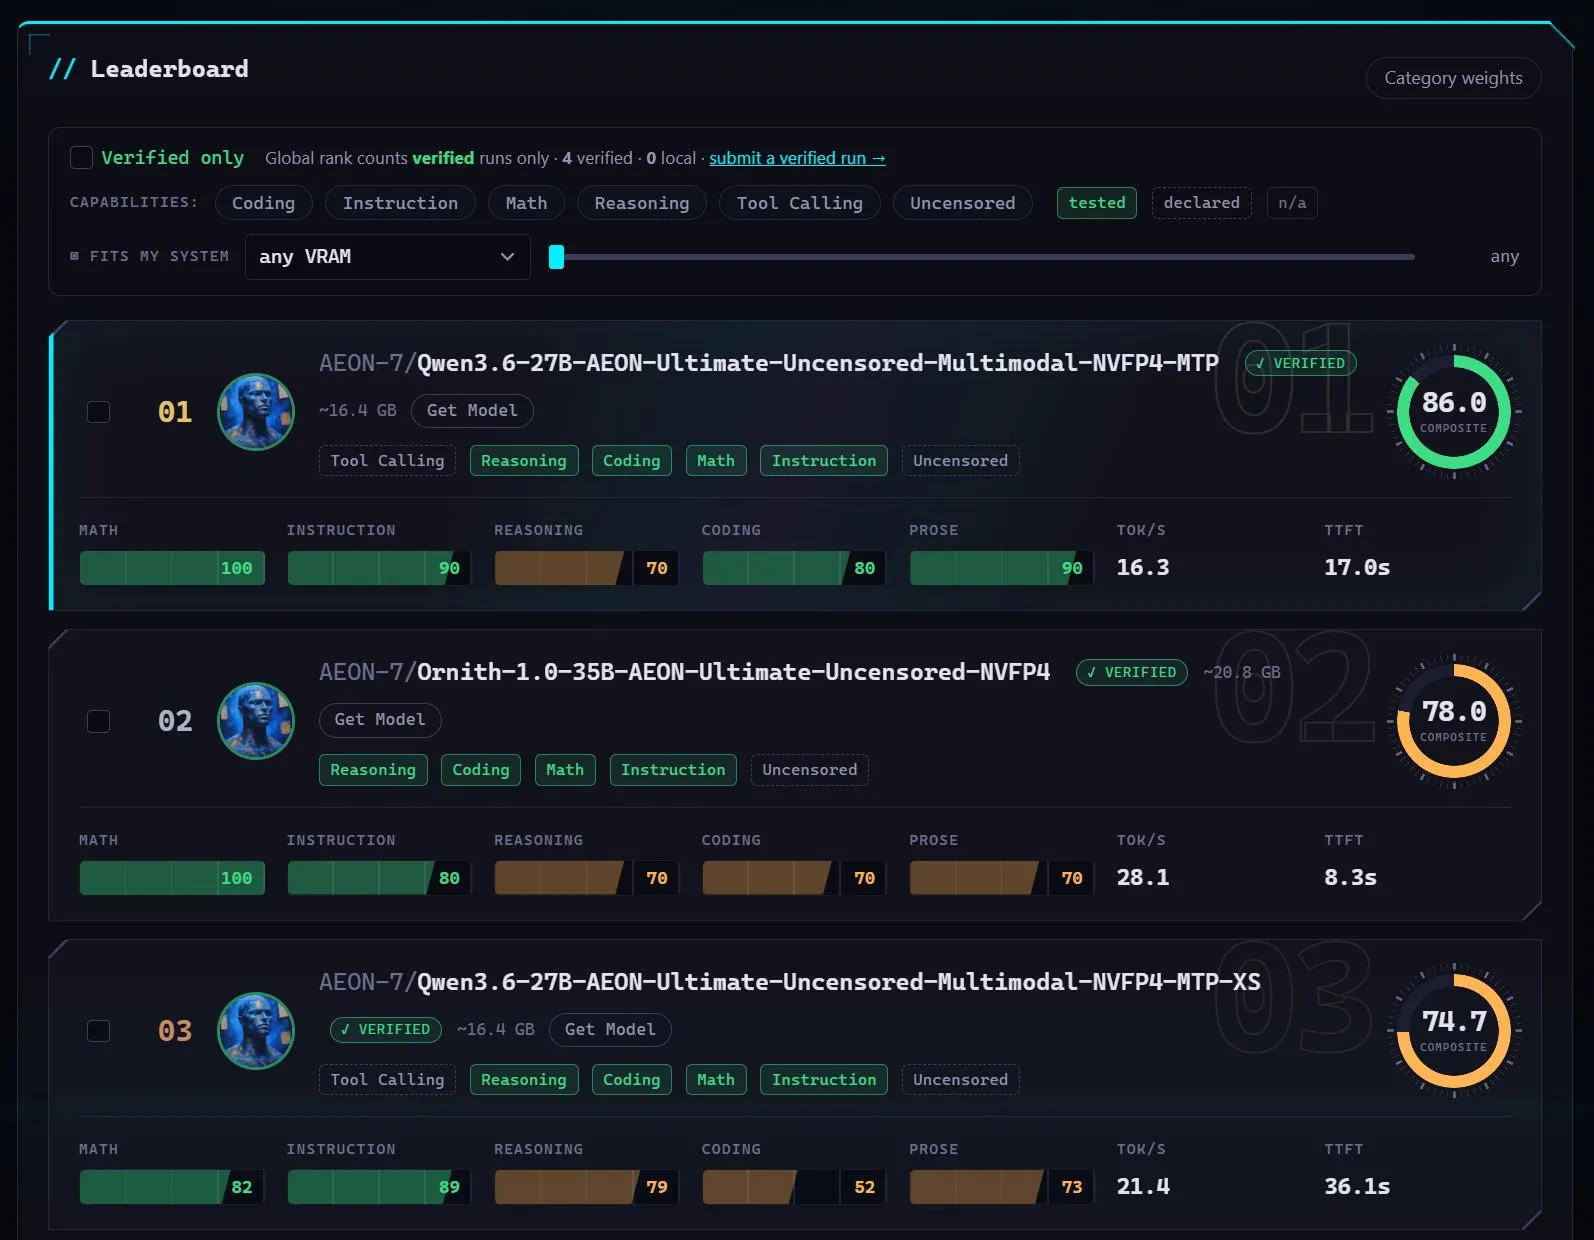 // Leaderboard
Category weights
Verified only Global rank counts verified runs only · 4 verified · 0 local · submit a verified run →
CAPABILITIES: Coding Instruction Math Reasoning Tool Calling Uncensored tested declared n/a
FITS MY SYSTEM any VRAM any
01
AEON-7/Qwen3.6-27B-AEON-Ultimate-Uncensored-Multimodal-NVFP4-MTP ✓ VERIFIED
01 ~16.4 GB Get Model
86.0
COMPOSITE
Tool Calling Reasoning Coding Math Instruction Uncensored
MATH INSTRUCTION REASONING CODING PROSE TOK/S TTFT
100 90 70 80 90 16.3 17.0s
02
AEON-7/Ornith-1.0-35B-AEON-Ultimate-Uncensored-NVFP4 ✓ VERIFIED ~20.8 GB
02 Get Model
78.0
COMPOSITE
Reasoning Coding Math Instruction Uncensored
MATH INSTRUCTION REASONING CODING PROSE TOK/S TTFT
100 80 70 70 70 28.1 8.3s
03
AEON-7/Qwen3.6-27B-AEON-Ultimate-Uncensored-Multimodal-NVFP4-MTP-XS
03 ✓ VERIFIED ~16.4 GB Get Model
74.7
COMPOSITE
Tool Calling Reasoning Coding Math Instruction Uncensored
MATH INSTRUCTION REASONING CODING PROSE TOK/S TTFT
82 89 79 52 73 21.4 36.1s